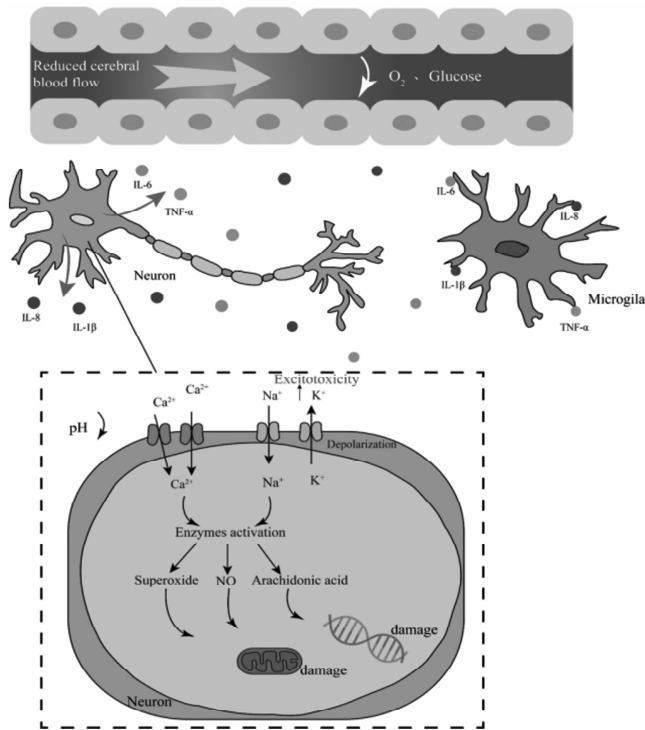 Reduced cerebral
blood flow
O₂ 、 Glucose
IL-6
TNF-α
Neuron
IL-8
IL-1β
IL-6
IL-8
IL-1β
Microgila
TNF-α
Excitotoxicity
Ca²⁺
Ca²⁺
Na⁺
K⁺
pH
Depolarization
Ca²⁺
Na⁺
K⁺
Enzymes activation
Superoxide
NO
Arachidonic acid
damage
damage
Neuron